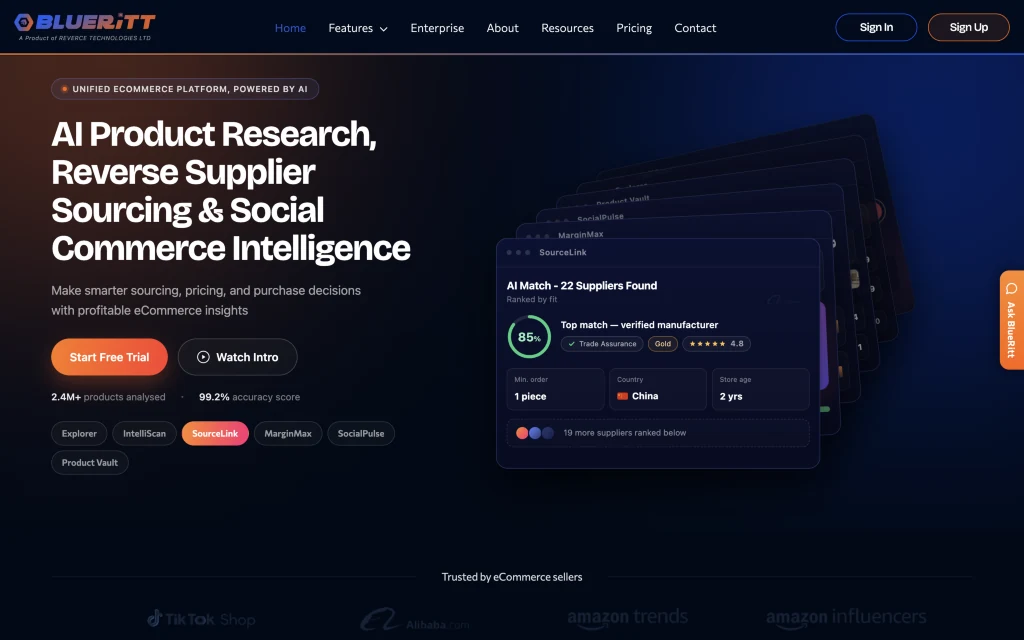 BLUERITT
A Product of REVERCE TECHNOLOGIES LTD
Home Features Enterprise About Resources Pricing Contact
Sign In Sign Up
UNIFIED ECOMMERCE PLATFORM, POWERED BY AI
AI Product Research,
Reverse Supplier
Sourcing & Social
Commerce Intelligence
Make smarter sourcing, pricing, and purchase decisions
with profitable eCommerce insights
Start Free Trial Watch Intro
2.4M+ products analysed · 99.2% accuracy score
Explorer IntelliScan SourceLink MarginMax SocialPulse
Product Vault
Product Vault
SocialPulse
MarginMax
SourceLink
AI Match - 22 Suppliers Found
Ranked by fit
85%
Top match — verified manufacturer
Trade Assurance Gold ★★★★★ 4.8
Min. order Country Store age
1 piece China 2 yrs
19 more suppliers ranked below
Ask BlueRitt
Trusted by eCommerce sellers
TikTok Shop Alibaba.com amazon trends amazon influencers